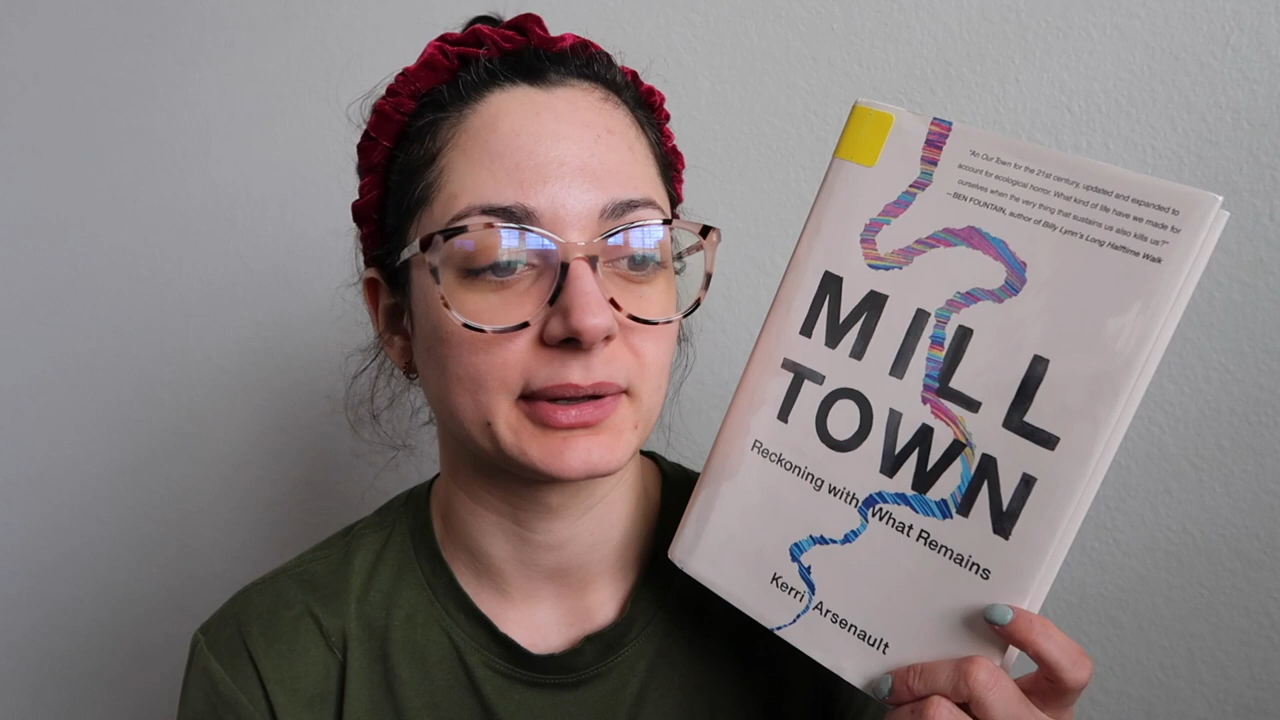 "An Our Town for the 21st century, updated and expanded to
account for ecological horror. What kind of life have we made for
ourselves when the very thing that sustains us also kills us?"
—BEN FOUNTAIN, author of Billy Lynn's Long Halftime Walk
MILL
TOWN
Reckoning with What Remains
Kerri Arsenault